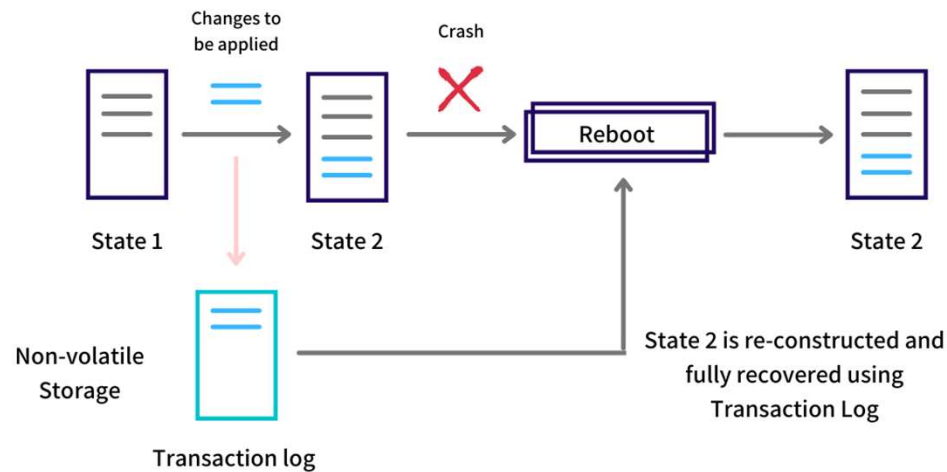 Changes to
be applied
Crash
Reboot
State 1
State 2
State 2
Non-volatile
Storage
Transaction log
State 2 is re-constructed and
fully recovered using
Transaction Log